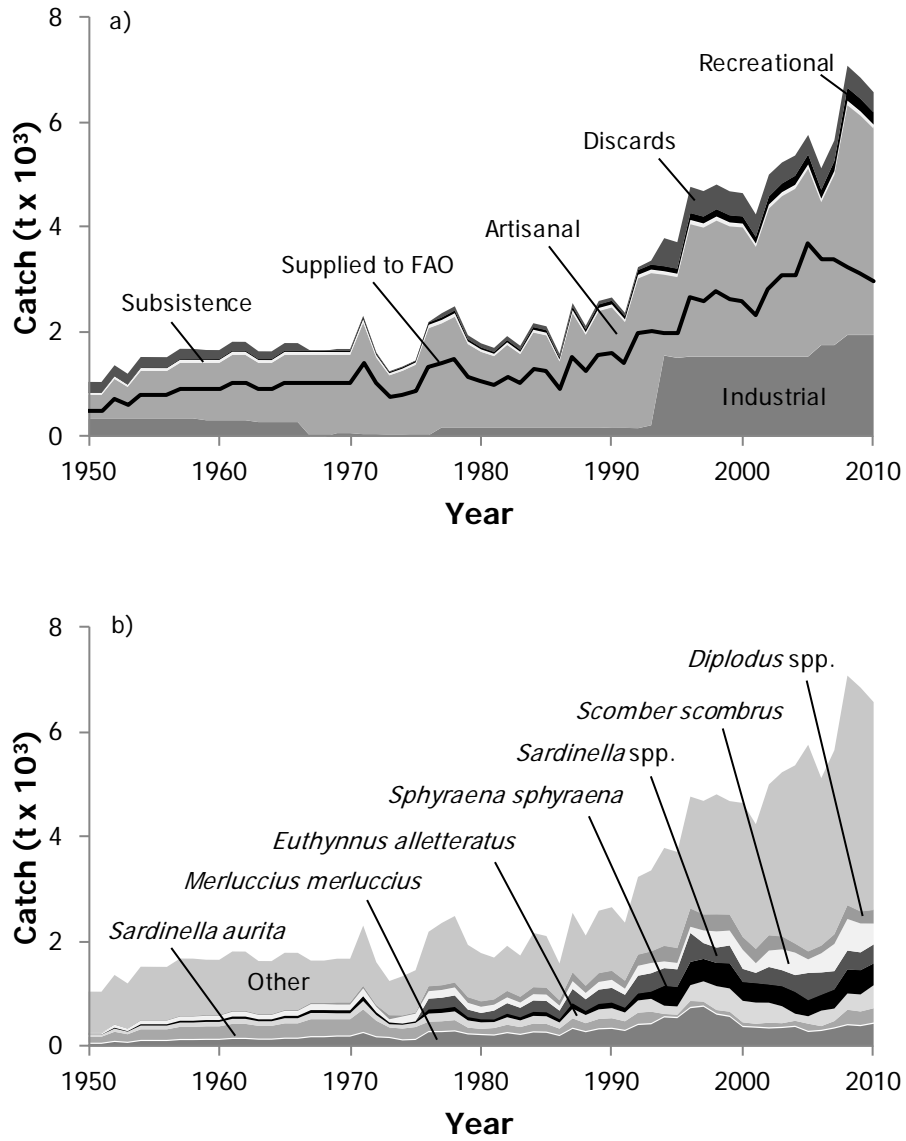 8
a)
Recreational
6
Discards
Catch (t x 10³)
4
Artisanal
Supplied to FAO
Subsistence
2
Industrial
0
1950 1960 1970 1980 1990 2000 2010
Year
8
b)
Diplodus spp.
6
Scomber scombrus
Sardinella spp.
Catch (t x 10³)
Sphyraena sphyraena
4
Euthynnus alletteratus
Merluccius merluccius
Sardinella aurita
2
Other
0
1950 1960 1970 1980 1990 2000 2010
Year